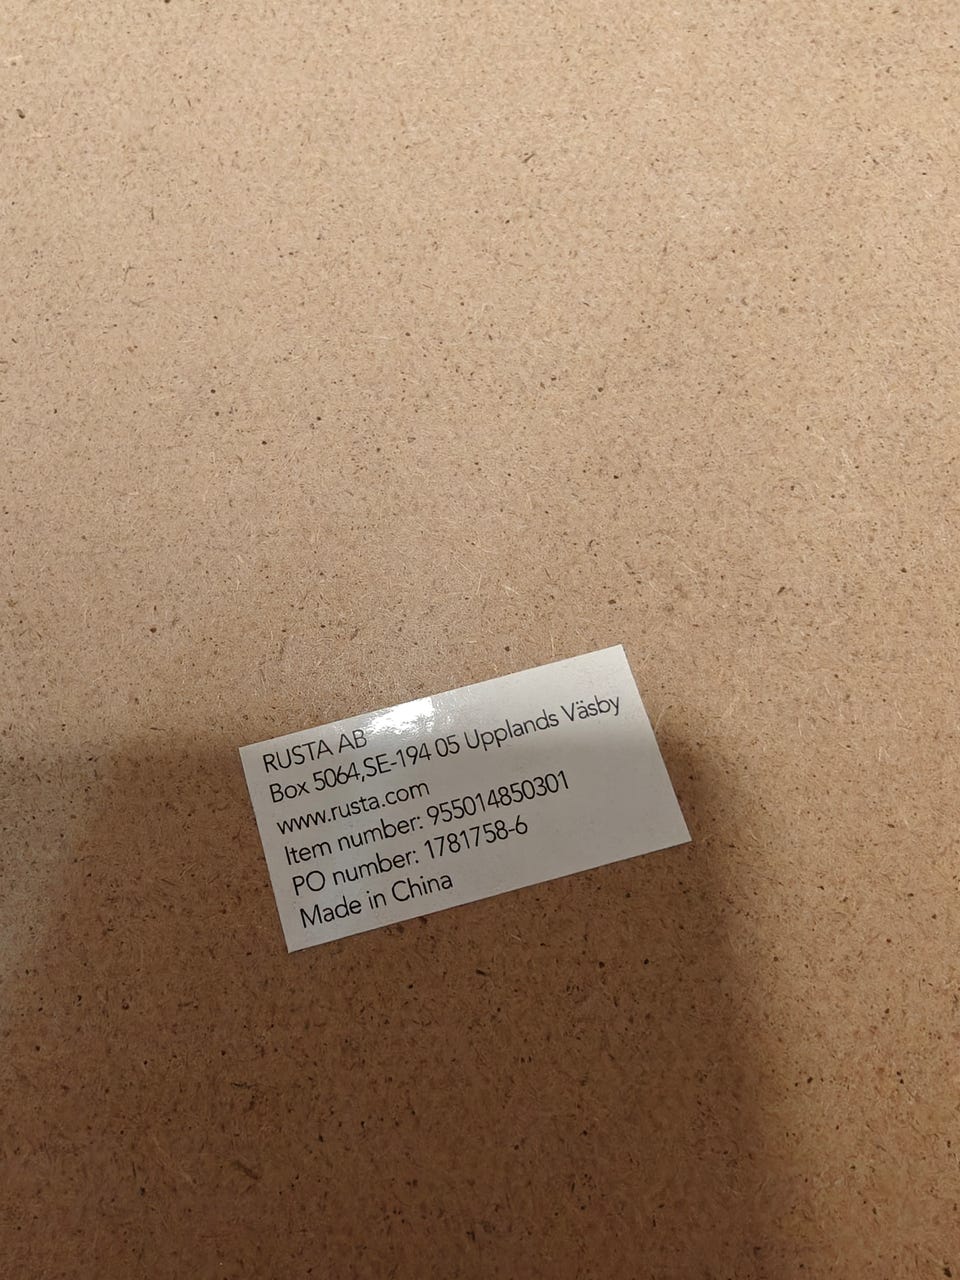 RUSTA AB
Box 5064,SE-194 05 Upplands Väsby
www.rusta.com
Item number: 955014850301
PO number: 1781758-6
Made in China